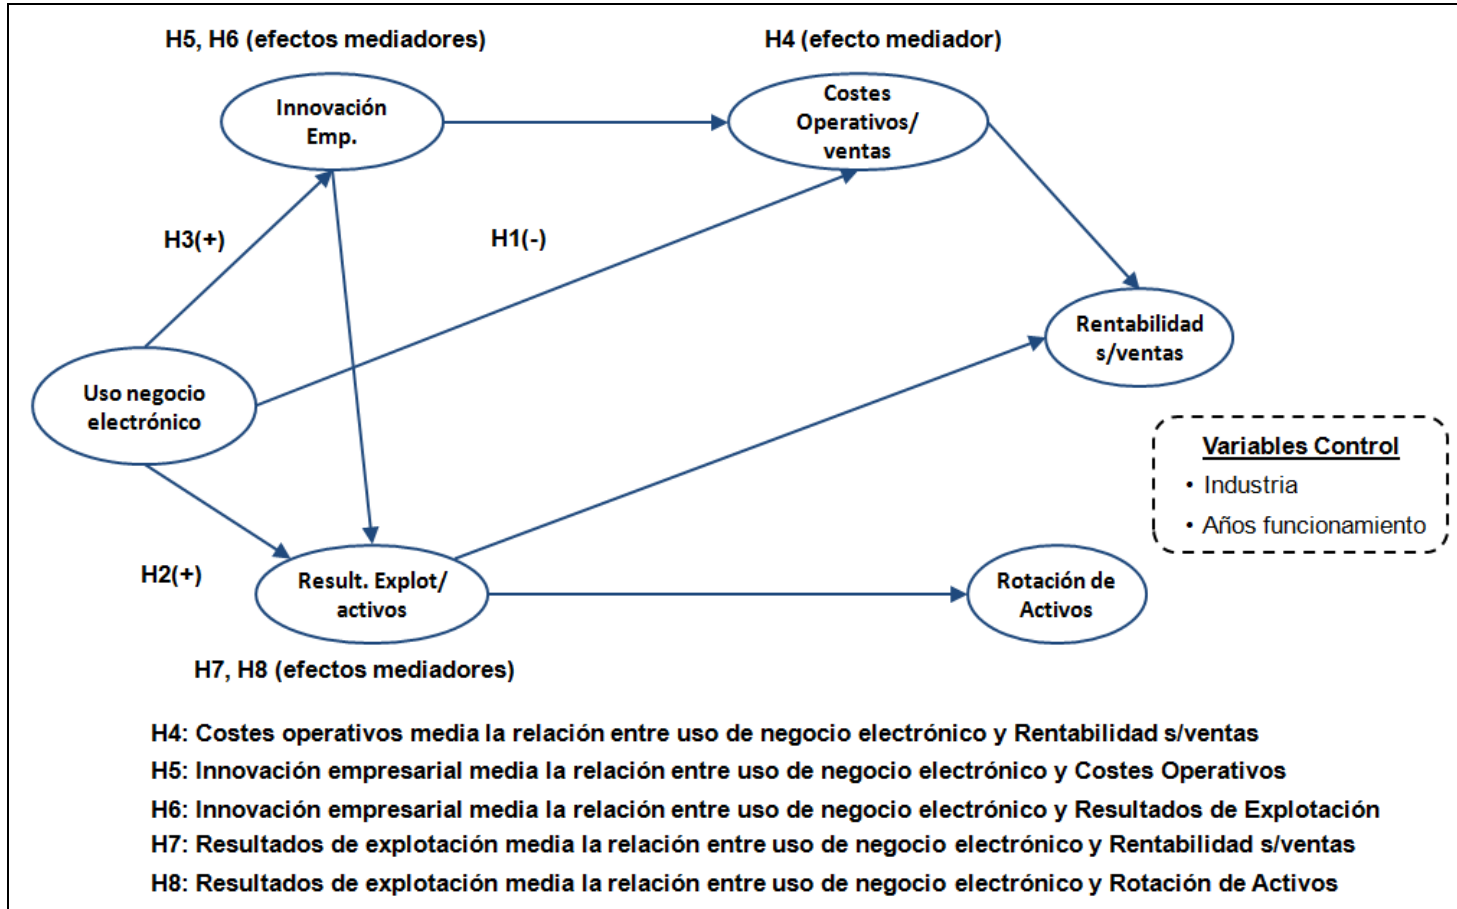 H5, H6 (efectos mediadores)
H4 (efecto mediador)
Innovación
Emp.
Costes
Operativos/
ventas
H3(+)
H1(-)
Rentabilidad
s/ventas
Uso negocio
electrónico
Variables Control
• Industria
• Años funcionamiento
H2(+)
Result. Explot/
activos
Rotación de
Activos
H7, H8 (efectos mediadores)
H4: Costes operativos media la relación entre uso de negocio electrónico y Rentabilidad s/ventas
H5: Innovación empresarial media la relación entre uso de negocio electrónico y Costes Operativos
H6: Innovación empresarial media la relación entre uso de negocio electrónico y Resultados de Explotación
H7: Resultados de explotación media la relación entre uso de negocio electrónico y Rentabilidad s/ventas
H8: Resultados de explotación media la relación entre uso de negocio electrónico y Rotación de Activos